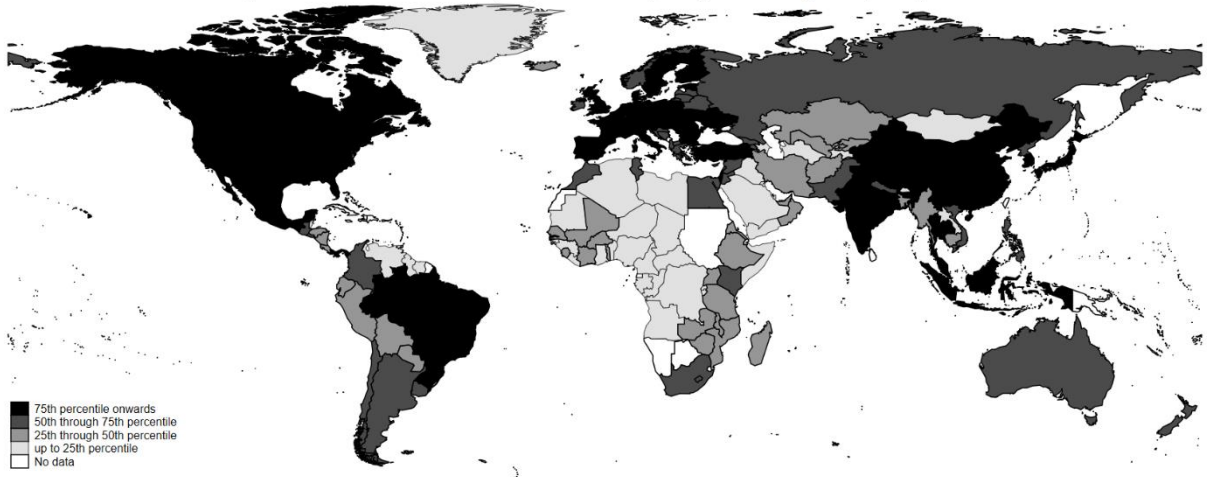 75th percentile onwards
50th through 75th percentile
25th through 50th percentile
up to 25th percentile
No data